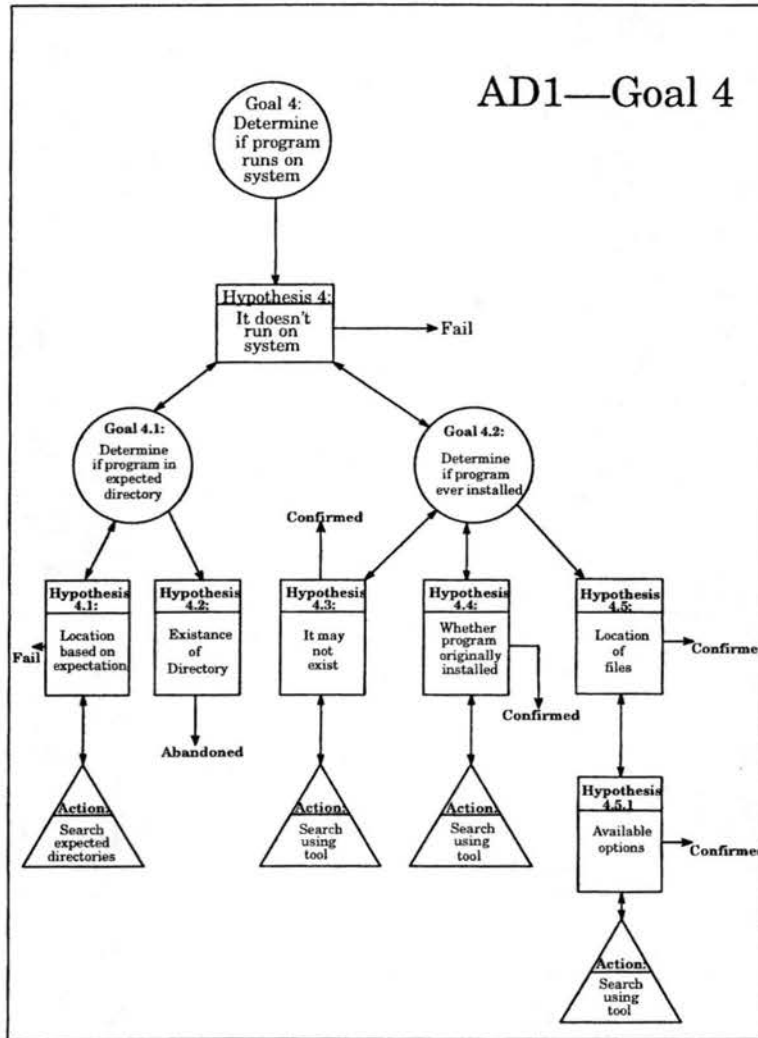 AD1—Goal 4
Goal 4:
Determine
if program
runs on
system
Hypothesis 4:
It doesn't
run on
system
Fail
Goal 4.1:
Determine
if program in
expected
directory
Goal 4.2:
Determine
if program
ever installed
Confirmed
Hypothesis
4.1:
Location
based on
expectation
Fail
Hypothesis
4.2:
Existance
of
Directory
Abandoned
Hypothesis
4.3:
It may
not
exist
Hypothesis
4.4:
Whether
program
originally
installed
Confirmed
Hypothesis
4.5:
Location
of
files
Confirmed
Action:
Search
expected
directories
Action:
Search
using
tool
Action:
Search
using
tool
Hypothesis
4.5.1
Available
options
Confirmed
Action:
Search
using
tool